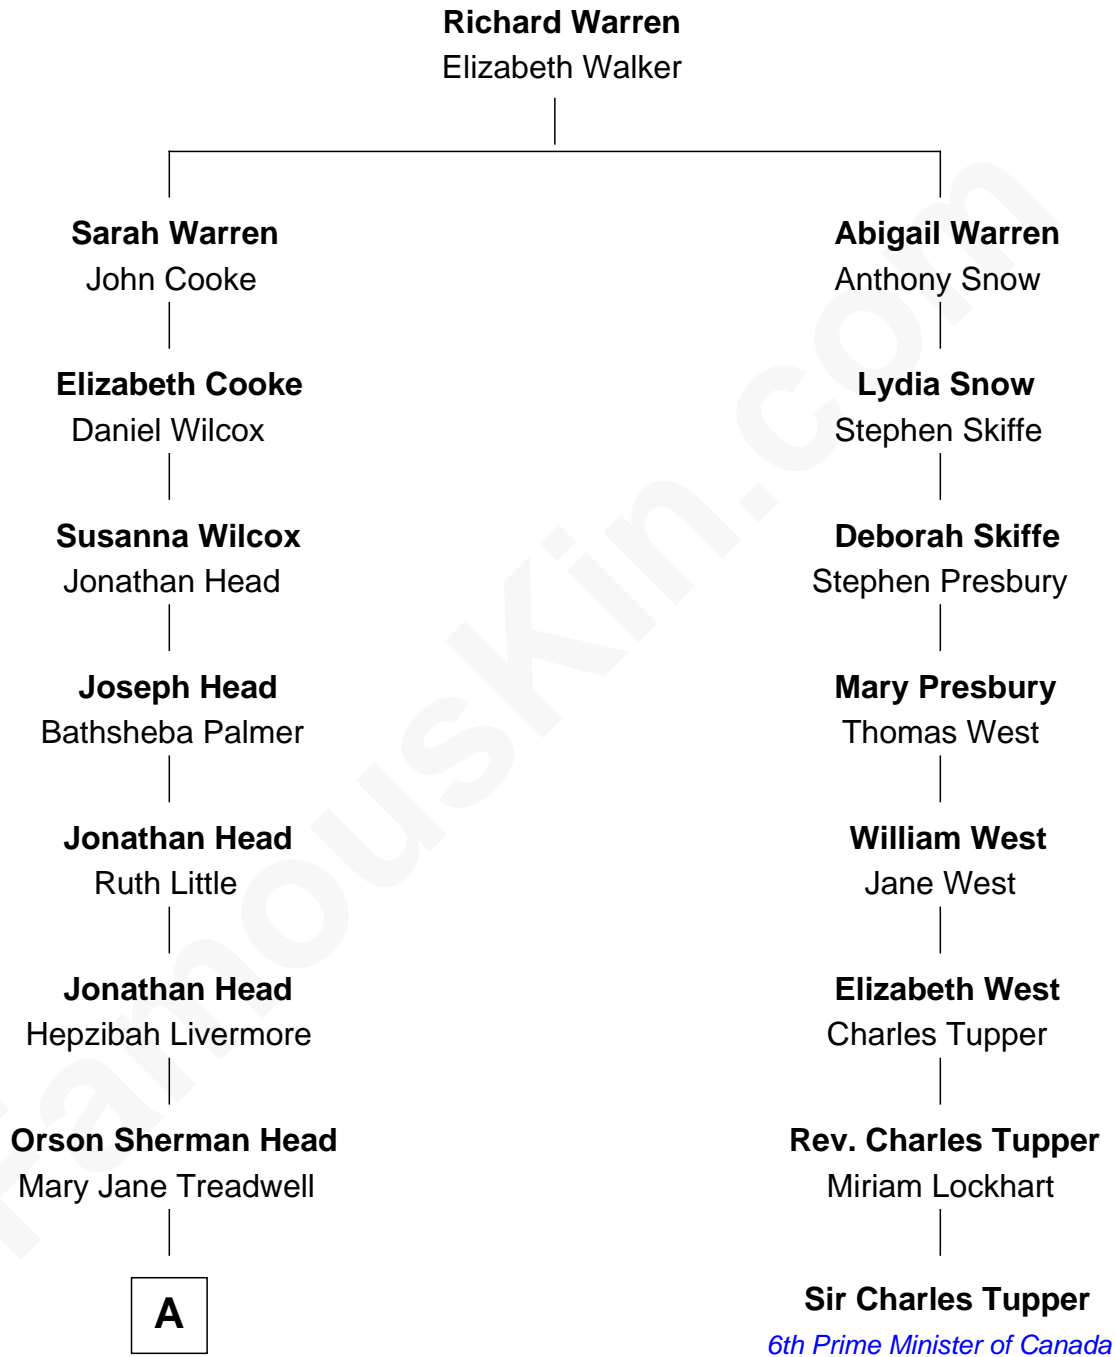 Richard Warren
Elizabeth Walker
Sarah Warren
Abigail Warren
John Cooke
Anthony Snow
Elizabeth Cooke
Lydia Snow
Daniel Wilcox
Stephen Skiffe
Susanna Wilcox
Deborah Skiffe
Jonathan Head
Stephen Presbury
Joseph Head
Mary Presbury
Bathsheba Palmer
Thomas West
Jonathan Head
William West
Ruth Little
Jane West
Jonathan Head
Elizabeth West
Hepzibah Livermore
Charles Tupper
Orson Sherman Head
Rev. Charles Tupper
Mary Jane Treadwell
Miriam Lockhart
A
Sir Charles Tupper
6th Prime Minister of Canada
FamousKin.com